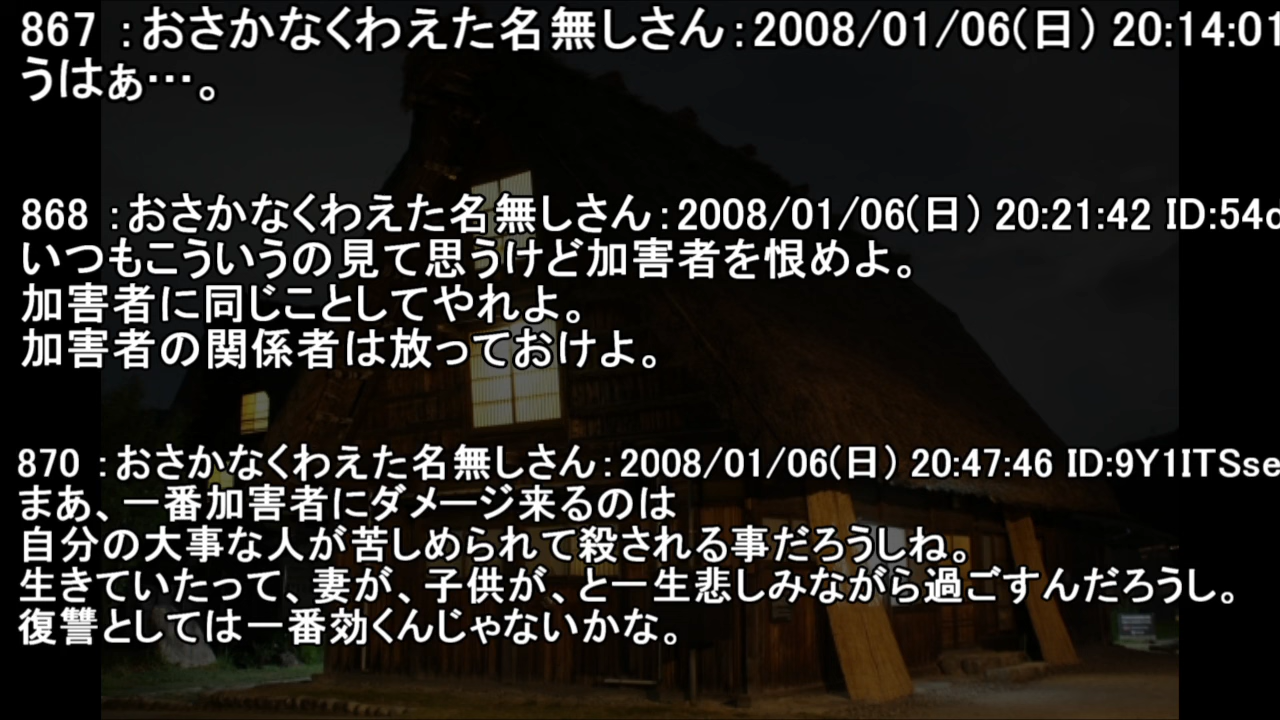 867 ：おさかなくわえた名無しさん：2008/01/06(日) 20:14:01
うはぁ…。
868 ：おさかなくわえた名無しさん：2008/01/06(日) 20:21:42 ID:54c
いつもこういうの見て思うけど加害者を恨めよ。
加害者に同じことしてやれよ。
加害者の関係者は放っておけよ。
870 ：おさかなくわえた名無しさん：2008/01/06(日) 20:47:46 ID:9Y1ITSse
まあ、一番加害者にダメージ来るのは
自分の大事な人が苦しめられて殺される事だろうしね。
生きていたって、妻が、子供が、と一生悲しみながら過ごすんだろうし。
復讐としては一番効くんじゃないかな。